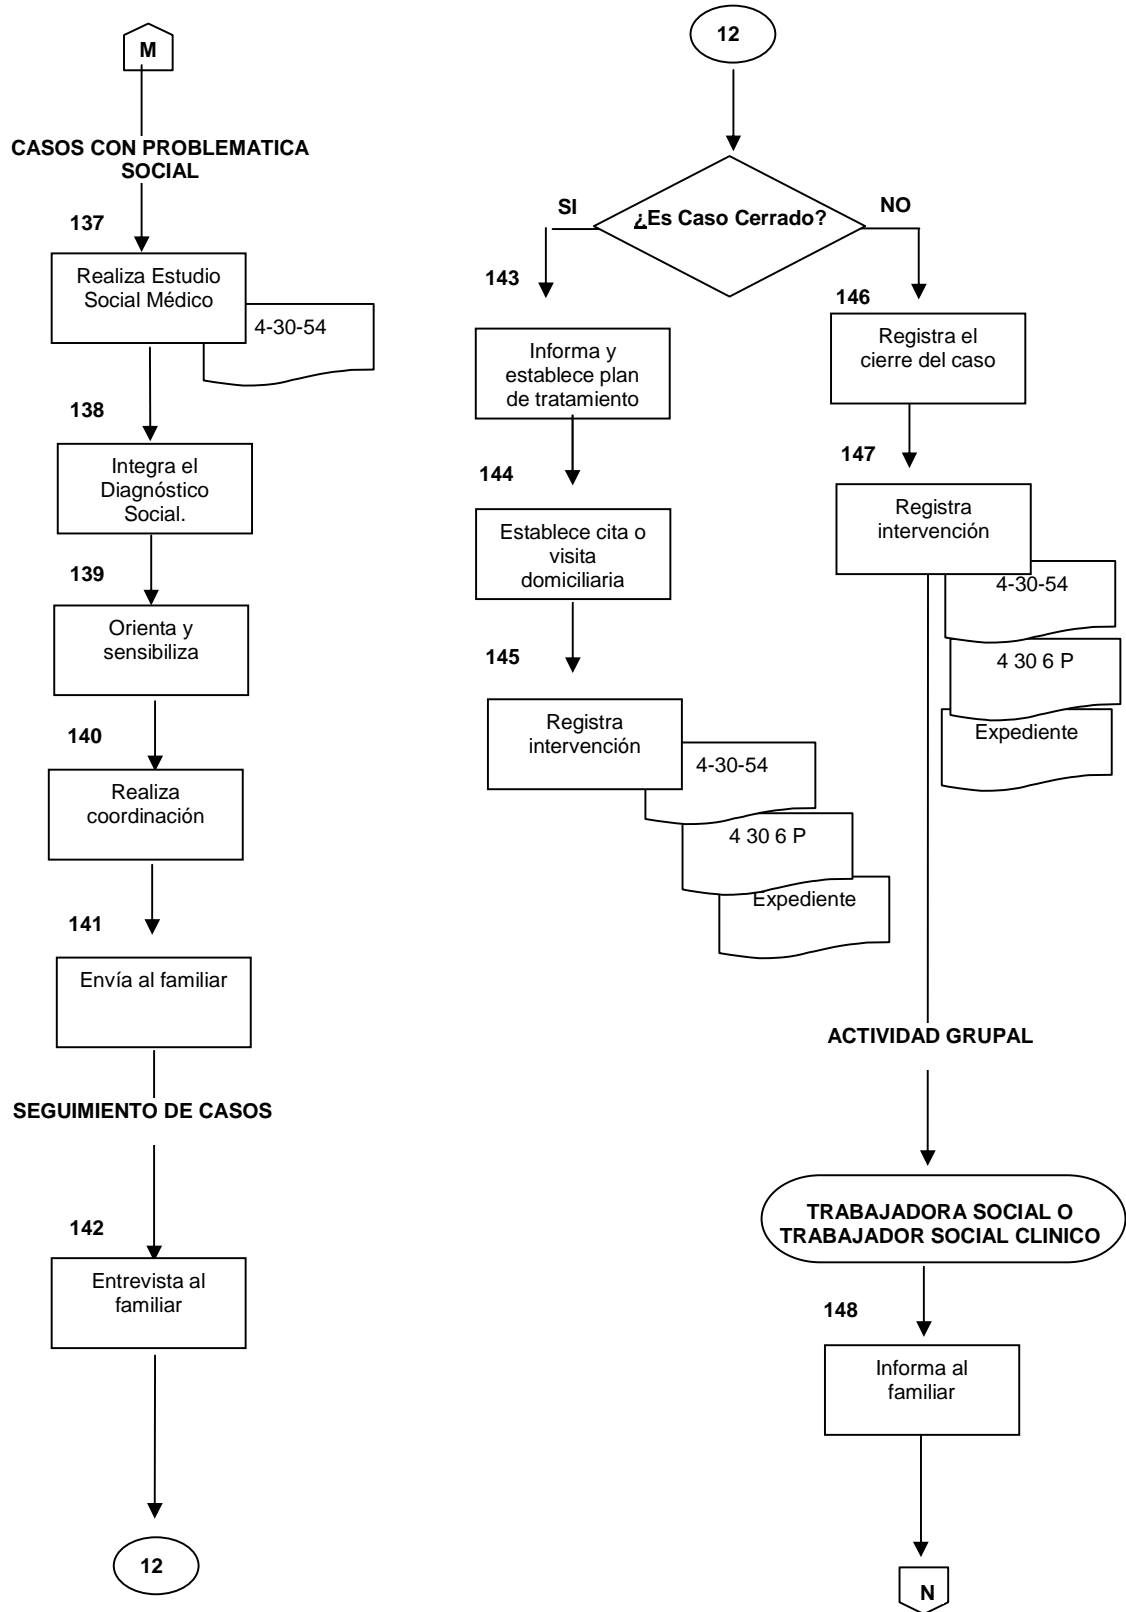 M
CASOS CON PROBLEMATICA
SOCIAL
137
Realiza Estudio
Social Médico
4-30-54
138
Integra el
Diagnóstico
Social.
139
Orienta y
sensibiliza
140
Realiza
coordinación
141
Envía al familiar
SEGUIMIENTO DE CASOS
142
Entrevista al
familiar
12
12
¿Es Caso Cerrado?
SI
NO
143
Informa y
establece plan
de tratamiento
144
Establece cita o
visita
domiciliaria
145
Registra
intervención
4-30-54
4 30 6 P
Expediente
146
Registra el
cierre del caso
147
Registra
intervención
4-30-54
4 30 6 P
Expediente
ACTIVIDAD GRUPAL
TRABAJADORA SOCIAL O
TRABAJADOR SOCIAL CLINICO
148
Informa al
familiar
N